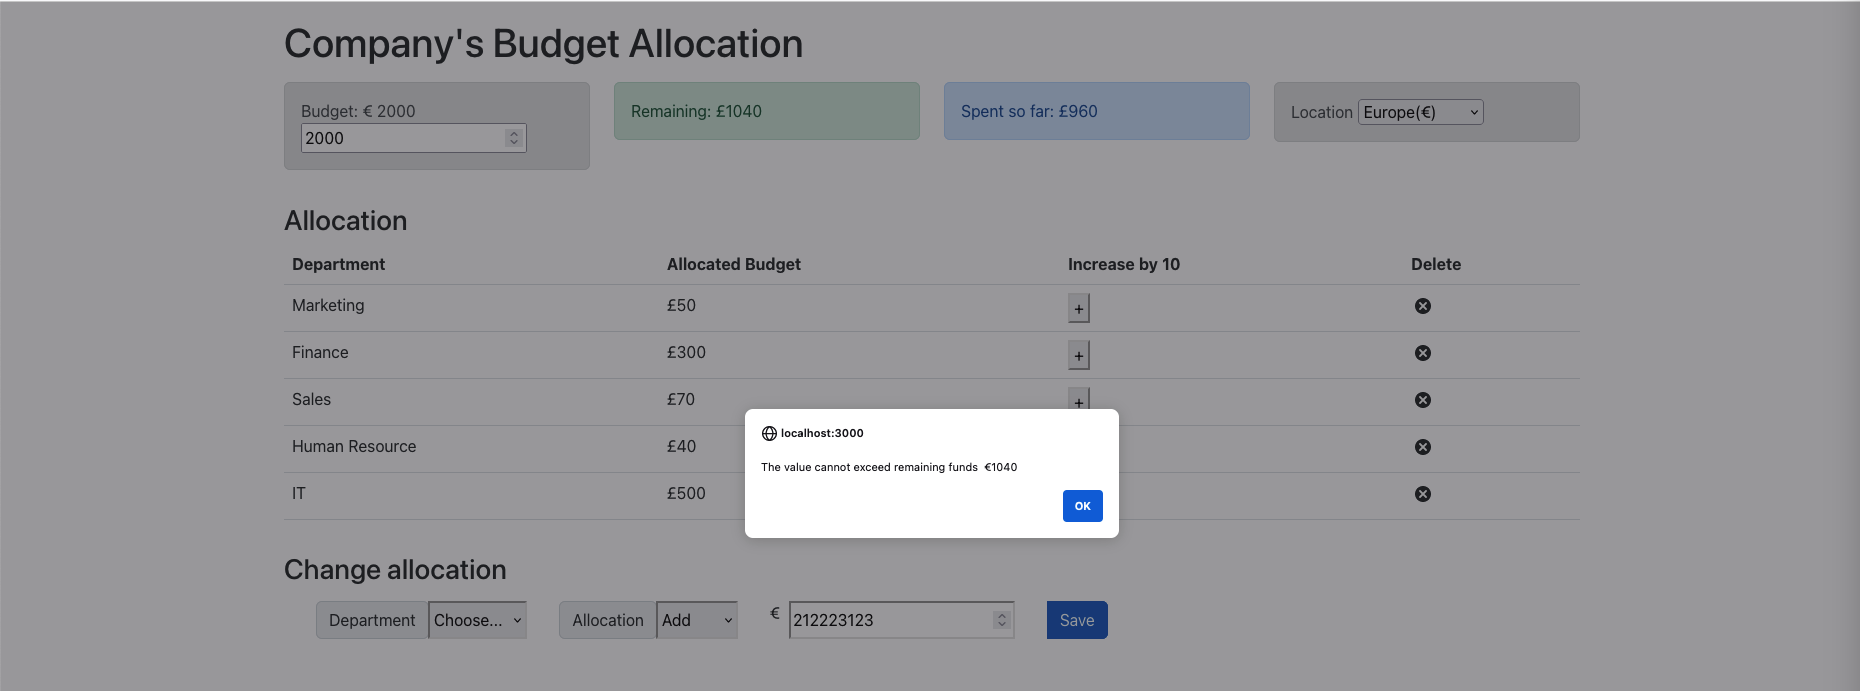 Company's Budget Allocation
Budget: € 2000
2000
Remaining: £1040
Spent so far: £960
Location Europe(€)
Allocation
Department Allocated Budget Increase by 10 Delete
Marketing £50 +
Finance £300 +
Sales £70 +
Human Resource £40
IT £500
localhost:3000
The value cannot exceed remaining funds €1040
OK
Change allocation
Department Choose... Allocation Add € 212223123 Save